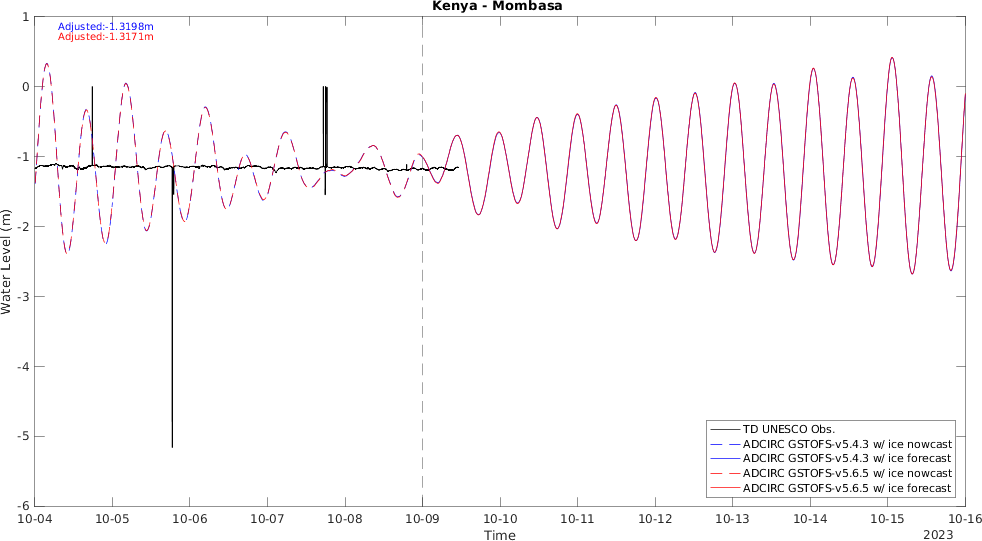 Kenya - Mombasa
Adjusted:-1.3198m
Adjusted:-1.3171m
1
0
-1
-2
-3
-4
-5
-6
Water Level (m)
TD UNESCO Obs.
ADCIRC GSTOFS-v5.4.3 w/ ice nowcast
ADCIRC GSTOFS-v5.4.3 w/ ice forecast
ADCIRC GSTOFS-v5.6.5 w/ ice nowcast
ADCIRC GSTOFS-v5.6.5 w/ ice forecast
10-04 10-05 10-06 10-07 10-08 10-09 10-10 10-11 10-12 10-13 10-14 10-15 10-16
Time
2023